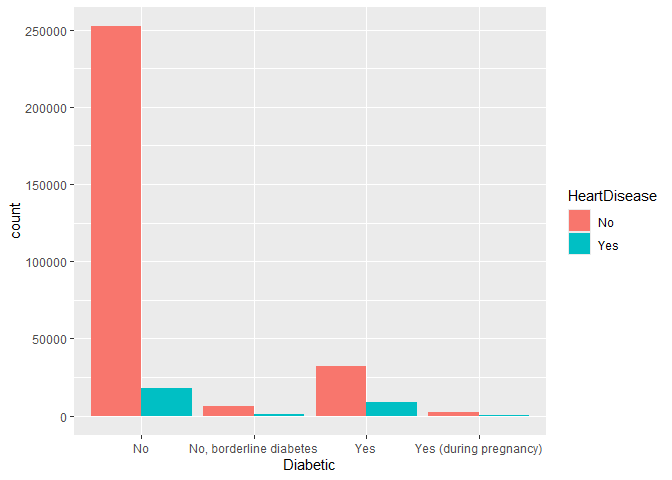 250000
200000
150000
100000
50000
0
count
No
No, borderline diabetes
Yes
Yes (during pregnancy)
Diabetic
HeartDisease
No
Yes